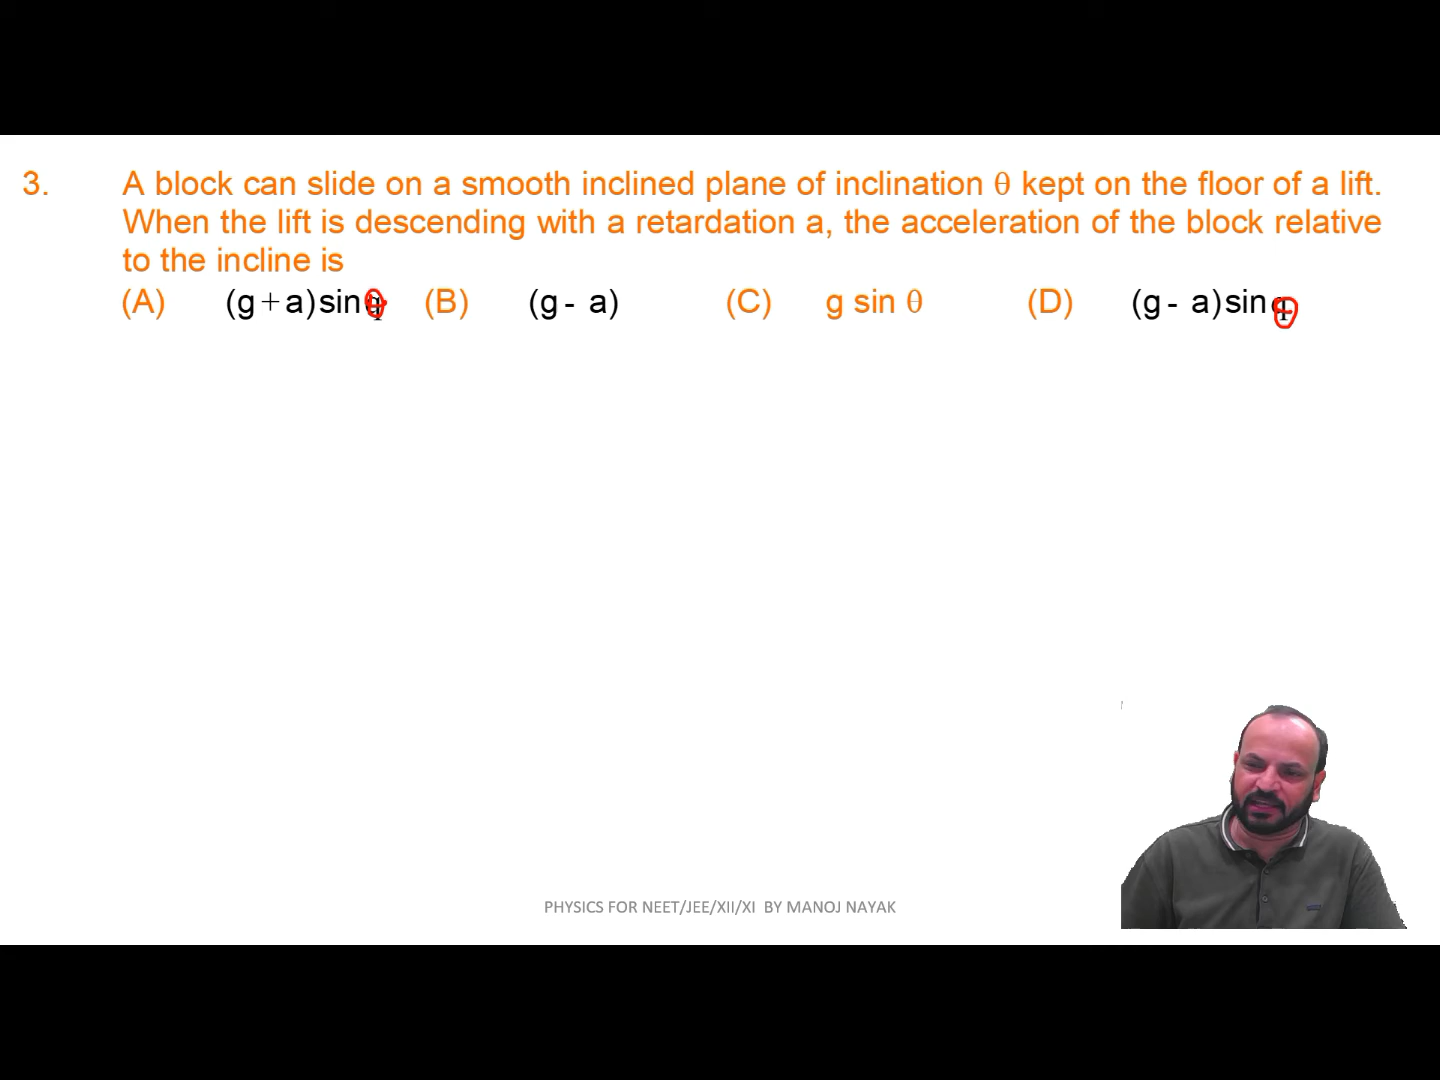 3. A block can slide on a smooth inclined plane of inclination θ kept on the floor of a lift.
When the lift is descending with a retardation a, the acceleration of the block relative
to the incline is
(A) (g + a) sin θ (B) (g - a) (C) g sin θ (D) (g - a) sin θ
PHYSICS FOR NEET/JEE/XII/XI BY MANOJ NAYAK